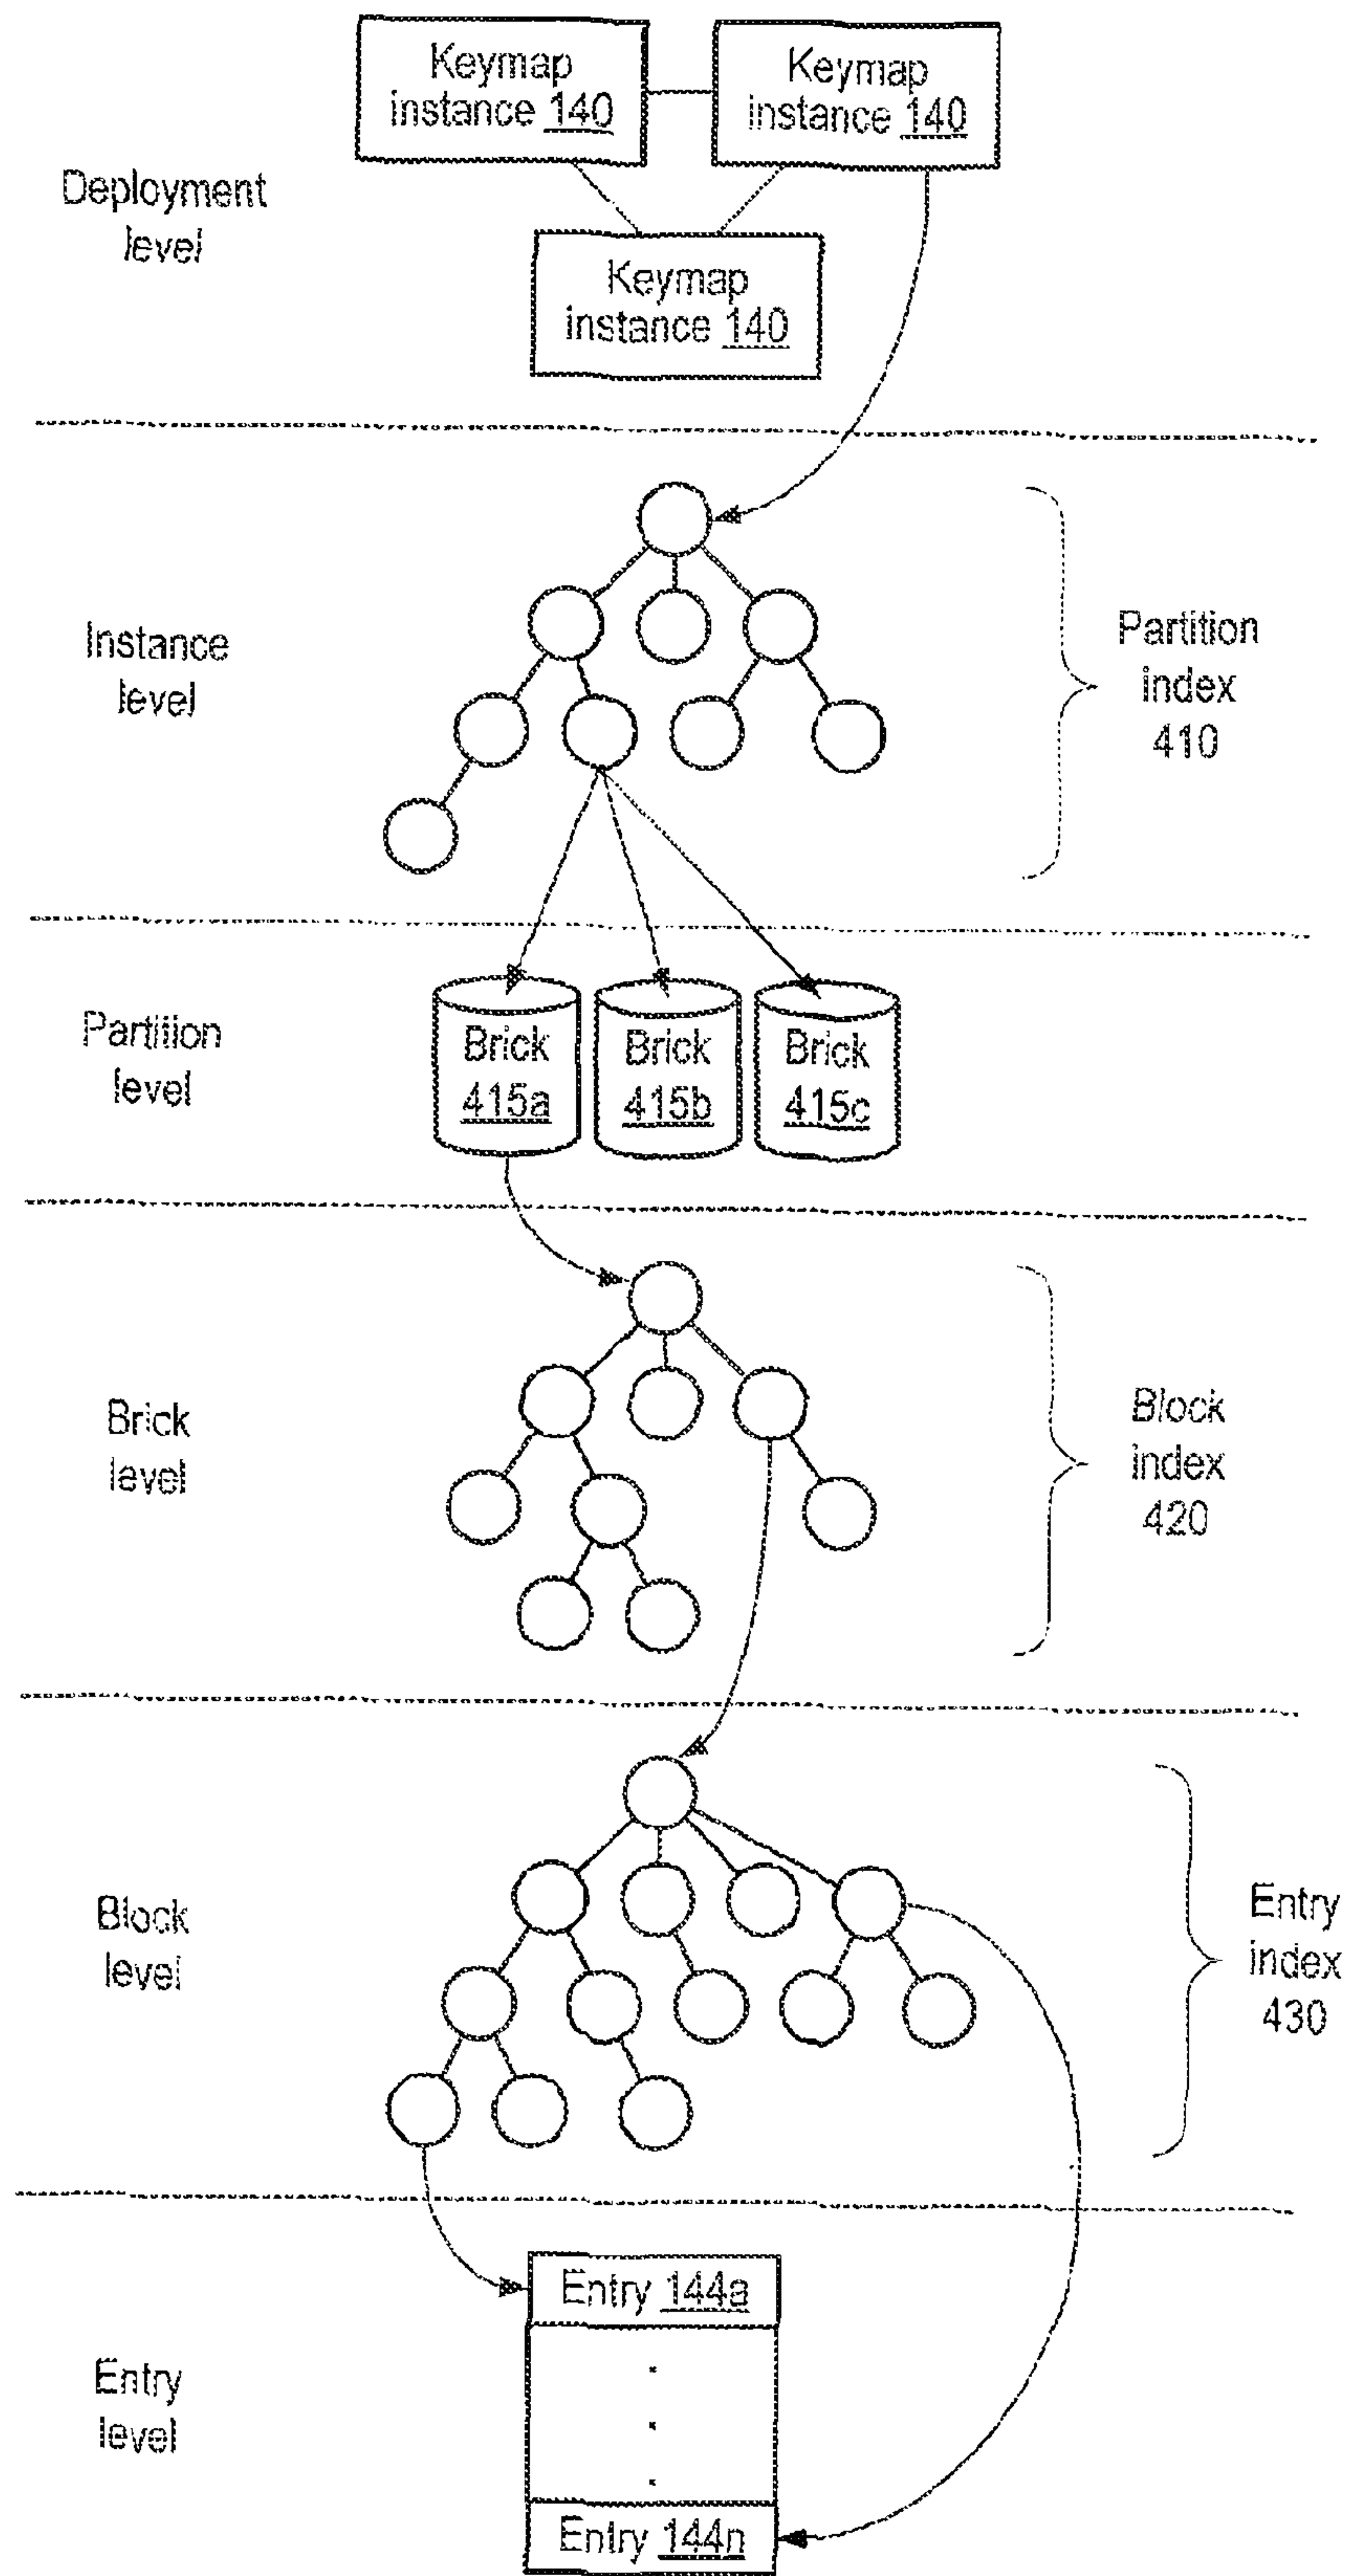 Keymap
instance 140
Keymap
instance 140
Deployment
level
Keymap
instance 140
Instance
level
Partition
index
410
Partition
level
Brick
415a
Brick
415b
Brick
415c
Brick
level
Block
index
420
Block
level
Entry
index
430
Entry
level
Entry 144a
Entry 144n